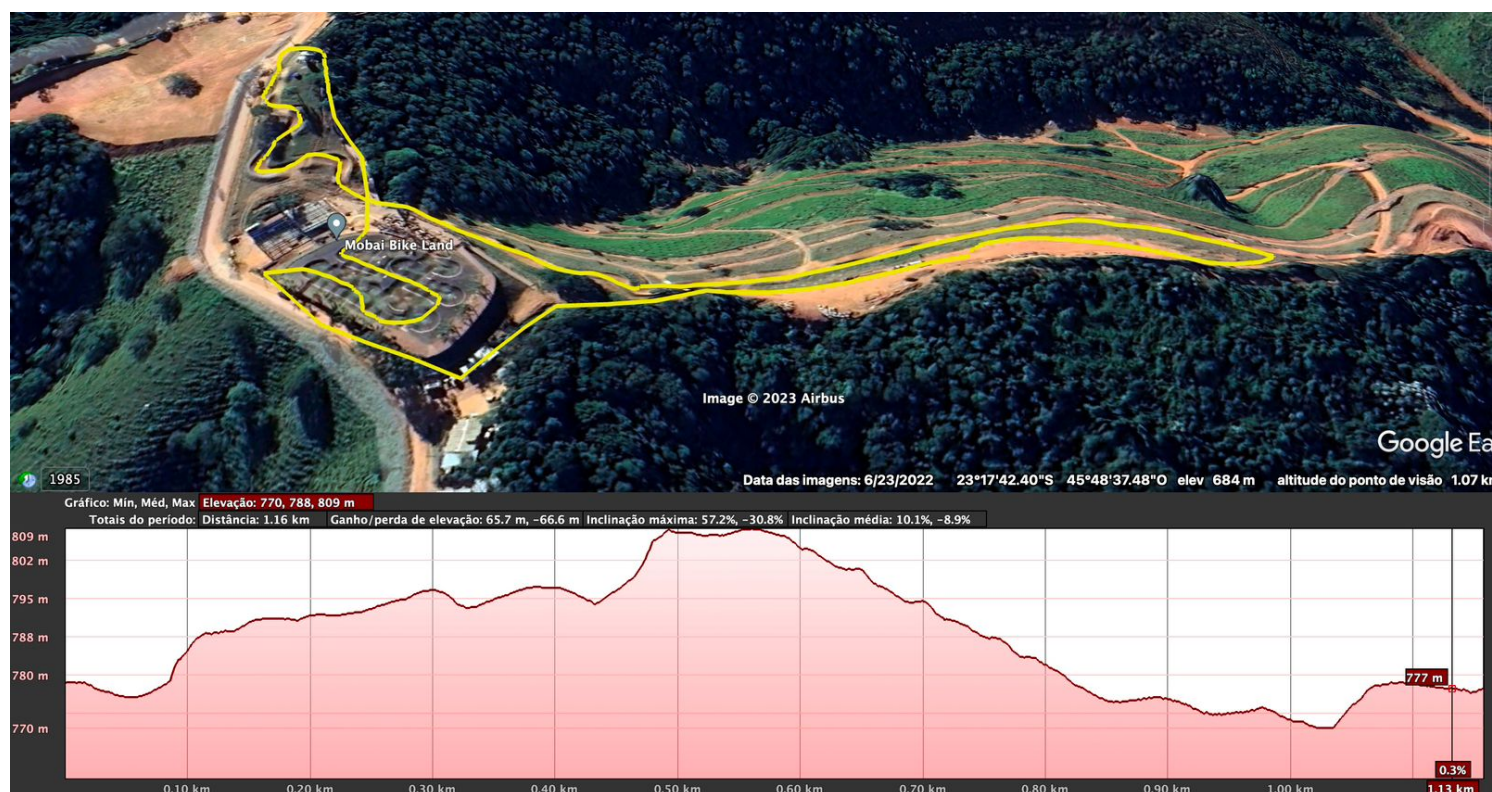 Mobai Bike Land
Image © 2023 Airbus
Google Ea
1985
Data das imagens: 6/23/2022 23°17'42.40"S 45°48'37.48"O elev 684 m altitude do ponto de visão 1.07 km
Gráfico: Mín, Méd, Max Elevação: 770, 788, 809 m
Totais do período: Distância: 1.16 km Ganho/perda de elevação: 65.7 m, -66.6 m Inclinação máxima: 57.2%, -30.8% Inclinação média: 10.1%, -8.9%
809 m
802 m
795 m
788 m
780 m
777 m
770 m
0.3%
0.10 km 0.20 km 0.30 km 0.40 km 0.50 km 0.60 km 0.70 km 0.80 km 0.90 km 1.00 km 1.13 km